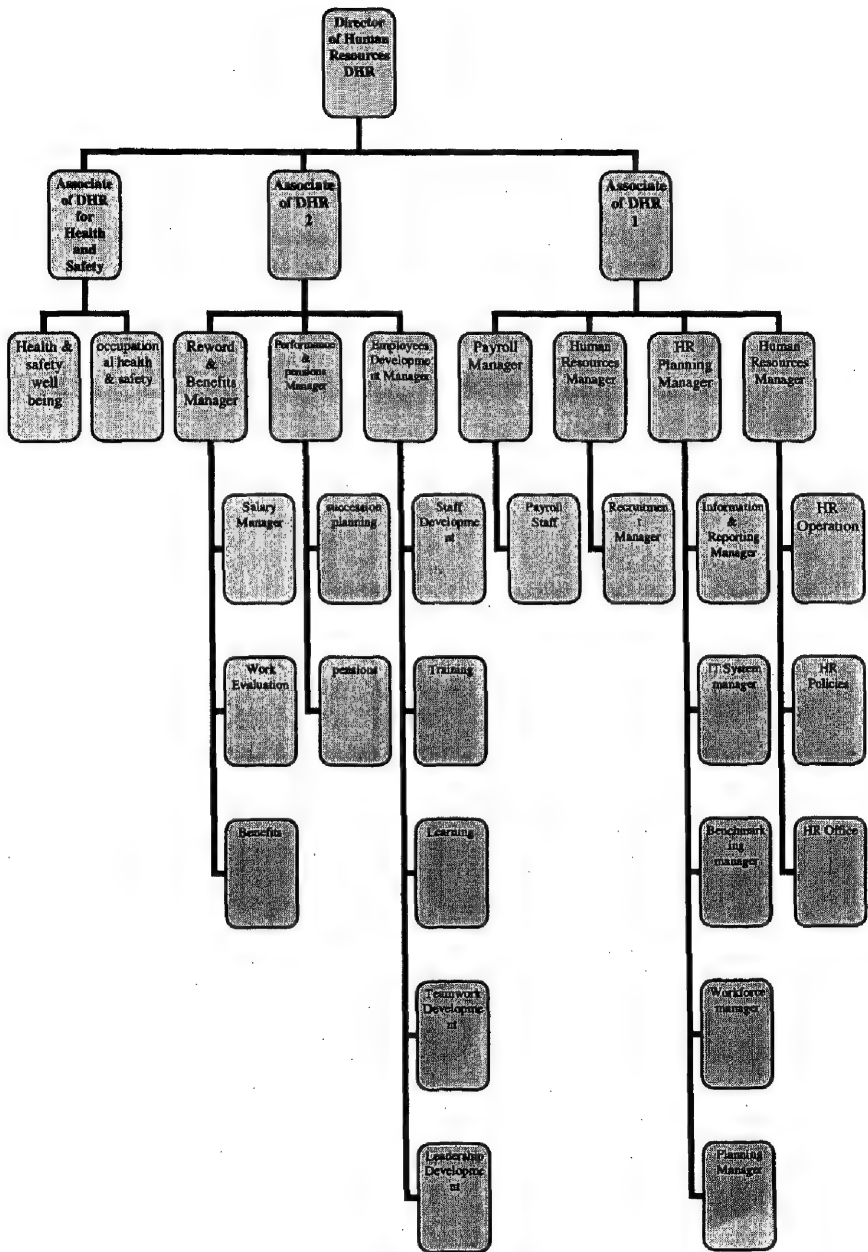 Director
of Human
Resources
DHR
Associate
of DHR
for
Health
and
Safety
Associate
of DHR
2
Associate
of DHR
1
Health &
safety
well
being
occupation
al health
& safety
Reword
&
Benefits
Manager
Performance
&
pensions
Manager
Employees
Developme
nt Manager
Payroll
Manager
Human
Resources
Manager
HR
Planning
Manager
Human
Resources
Manager
Salary
Manager
succession
planning
Staff
Developme
nt
Payroll
Staff
Recruitmen
t
Manager
Information
&
Reporting
Manager
HR
Operation
Work
Evaluation
pensions
Training
IT System
manager
HR
Policies
Benefits
Learning
Benchmark
ing
manager
HR Office
Teamwork
Developme
nt
Workforce
manager
Leadership
Developme
nt
Planning
Manager